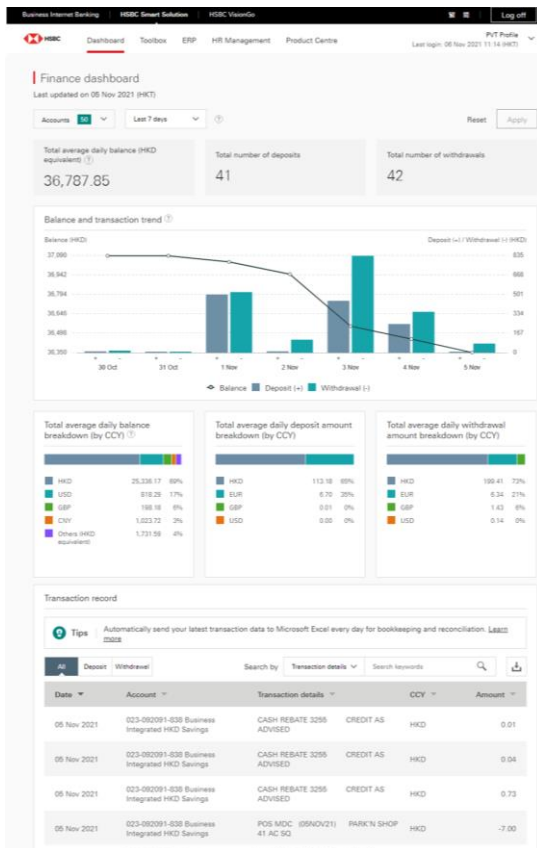 Business Internet Banking HSBC Smart Solution HSBC VisionGo 繁 簡 Log off
HSBC Dashboard Toolbox ERP HR Management Product Centre PVT Profile
Last login: 06 Nov 2021 11:14 (HKT)
Finance dashboard
Last updated on 05 Nov 2021 (HKT)
Accounts 50 Last 7 days Reset Apply
Total average daily balance (HKD
equivalent)
36,787.85
Total number of deposits
41
Total number of withdrawals
42
Balance and transaction trend
Balance (HKD) Deposit (+) / Withdrawal (-) (HKD)
37,090 835
36,942 668
36,794 501
36,646 334
36,498 167
36,350 0
+ - + - + - + - + - + - + -
30 Oct 31 Oct 1 Nov 2 Nov 3 Nov 4 Nov 5 Nov
Balance Deposit (+) Withdrawal (-)
Total average daily balance
breakdown (by CCY)
HKD 25,336.17 69%
USD 818.29 17%
GBP 198.18 6%
CNY 1,023.72 3%
Others (HKD 1,731.59 4%
equivalent)
Total average daily deposit amount
breakdown (by CCY)
HKD 113.18 65%
EUR 6.70 35%
GBP 0.01 0%
USD 0.00 0%
Total average daily withdrawal
amount breakdown (by CCY)
HKD 199.41 73%
EUR 6.34 21%
GBP 1.43 6%
USD 0.14 0%
Transaction record
Tips Automatically send your latest transaction data to Microsoft Excel every day for bookkeeping and reconciliation. Learn
more
All Deposit Withdrawal Search by Transaction details Search keywords
Date Account Transaction details CCY Amount
05 Nov 2021 023-092091-838 Business CASH REBATE 3255 CREDIT AS HKD 0.01
Integrated HKD Savings ADVISED
05 Nov 2021 023-092091-838 Business CASH REBATE 3255 CREDIT AS HKD 0.04
Integrated HKD Savings ADVISED
05 Nov 2021 023-092091-838 Business CASH REBATE 3255 CREDIT AS HKD 0.73
Integrated HKD Savings ADVISED
05 Nov 2021 023-092091-838 Business POS MDC (05NOV21) PARK'N SHOP HKD -7.00
Integrated HKD Savings 41 AC SQ